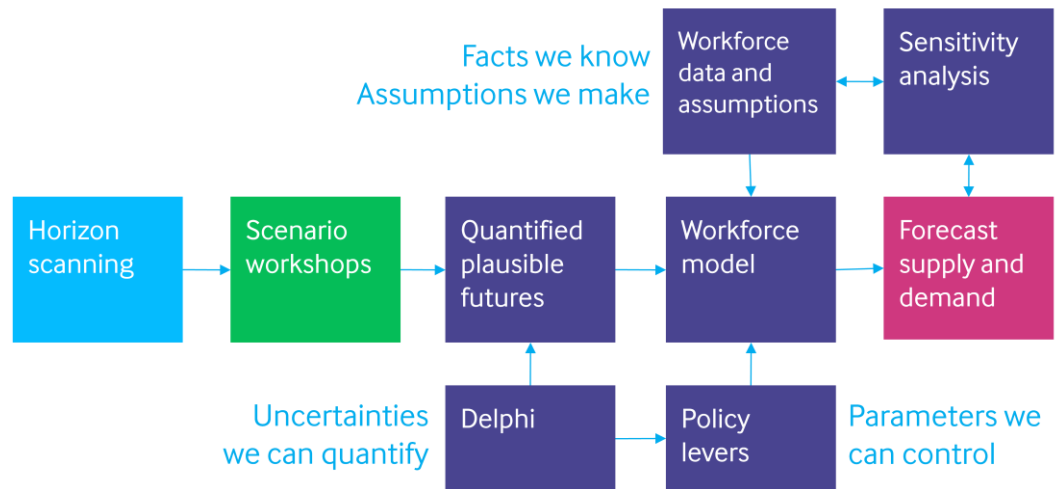 Facts we know
Assumptions we make
Workforce
data and
assumptions
Sensitivity
analysis
Horizon
scanning
Scenario
workshops
Quantified
plausible
futures
Workforce
model
Forecast
supply and
demand
Uncertainties
we can quantify
Delphi
Policy
levers
Parameters we
can control